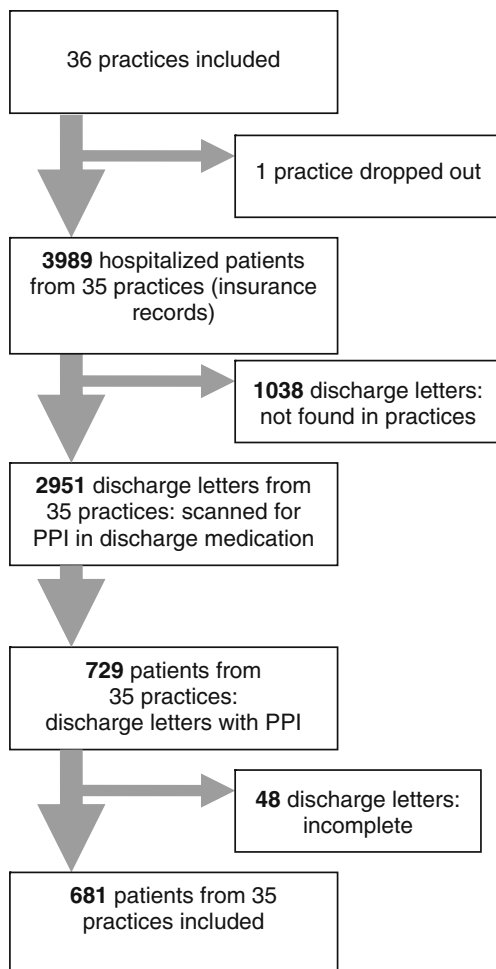 36 practices included
1 practice dropped out
3989 hospitalized patients
from 35 practices (insurance
records)
1038 discharge letters:
not found in practices
2951 discharge letters from
35 practices: scanned for
PPI in discharge medication
729 patients from
35 practices:
discharge letters with PPI
48 discharge letters:
incomplete
681 patients from 35
practices included